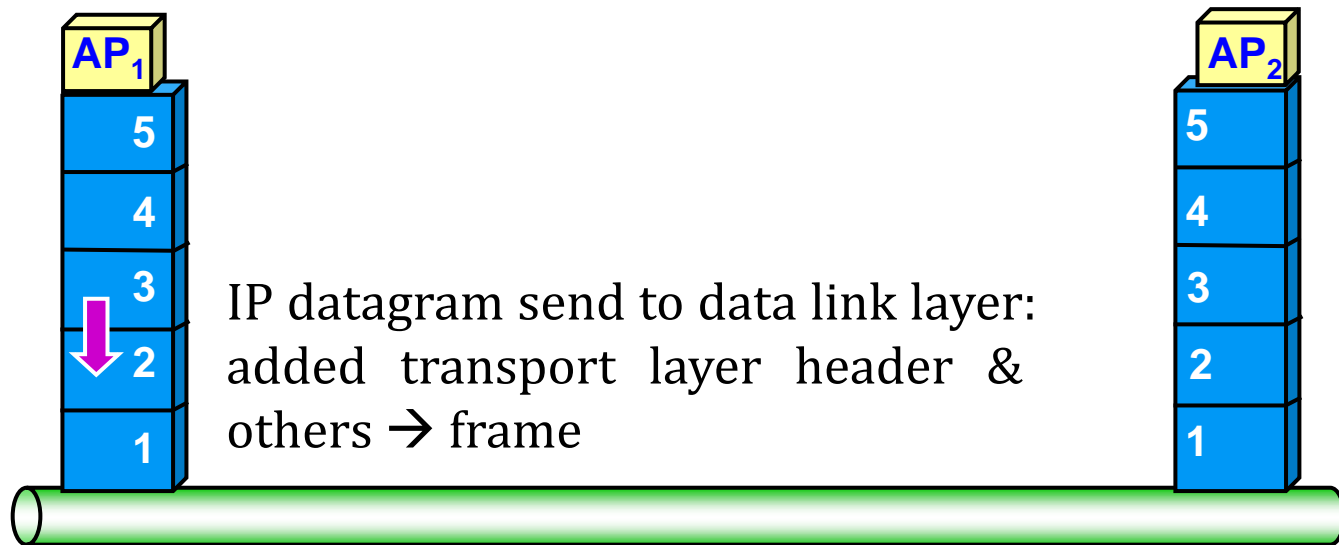 AP1
AP2
5
5
4
4
3
3
IP datagram send to data link layer:
2
2
added transport layer header &
others → frame
1
1